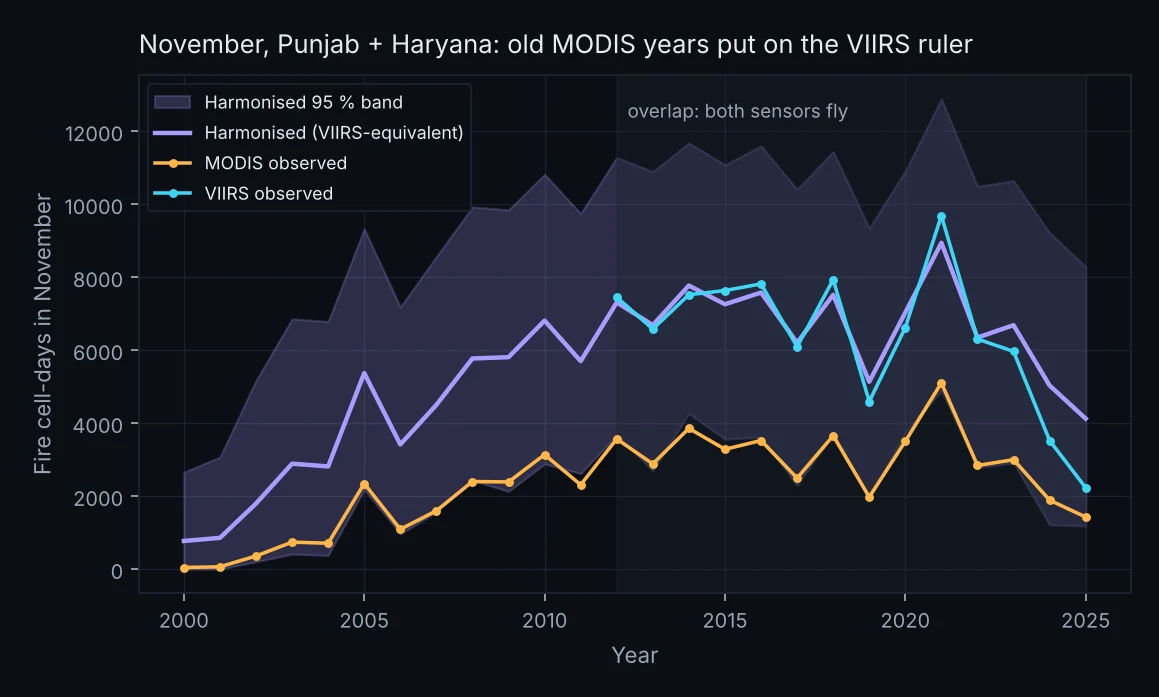 November, Punjab + Haryana: old MODIS years put on the VIIRS ruler
Harmonised 95 % band
Harmonised (VIIRS-equivalent)
MODIS observed
VIIRS observed
overlap: both sensors fly
Fire cell-days in November
12000
10000
8000
6000
4000
2000
0
2000
2005
2010
2015
2020
2025
Year